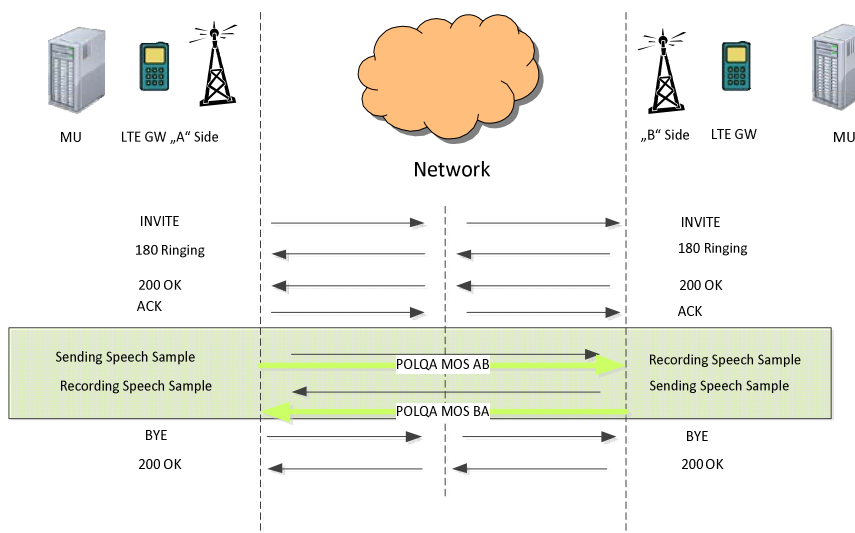 MU
LTE GW „A“ Side
„B“ Side
LTE GW
MU
Network
INVITE
INVITE
180 Ringing
180 Ringing
200 OK
200 OK
ACK
ACK
Sending Speech Sample
POLQA MOS AB
Recording Speech Sample
Recording Speech Sample
Sending Speech Sample
POLQA MOS BA
BYE
BYE
200 OK
200 OK